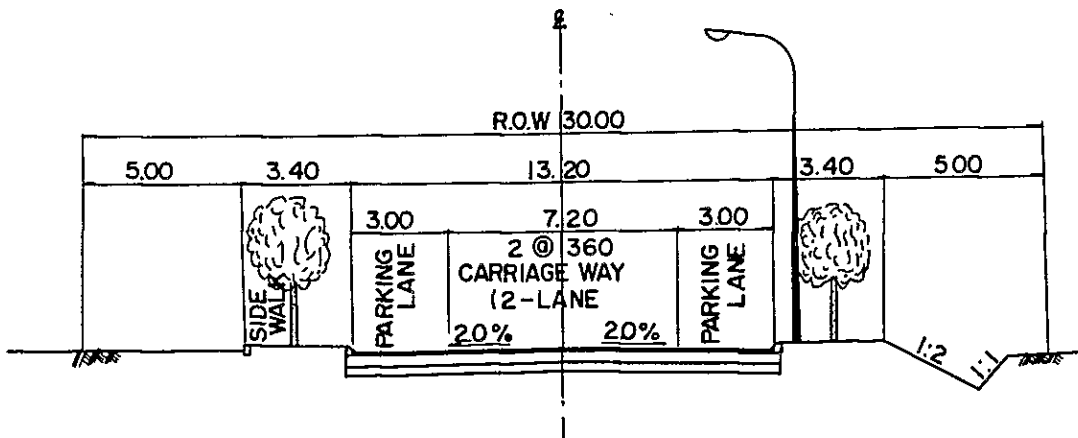 ℄
R.O.W 30.00
5.00 3.40 13.20 3.40 5.00
3.00 7.20 3.00
2 @ 360
CARRIAGE WAY
(2-LANE
PARKING
LANE
PARKING
LANE
SIDE
WALK
2.0% 2.0%
1:2
1:1